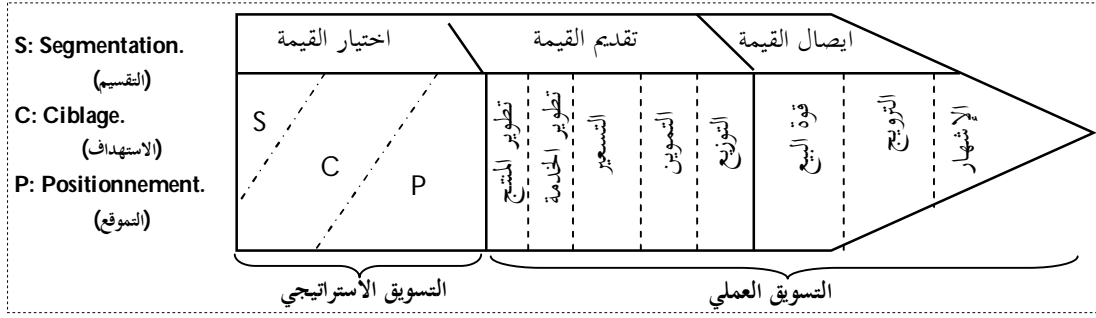 S: Segmentation.
(التقسيم)
C: Ciblage.
(الاستهداف)
P: Positionnement.
(التموقع)
اختيار القيمة
تقديم القيمة
ايصال القيمة
S
C
P
تطوير المنتج
تطوير الخدمة
التسعير
التموين
التوزيع
قوة البيع
الترويج
الإشهار
التسويق الاستراتيجي
التسويق العملي